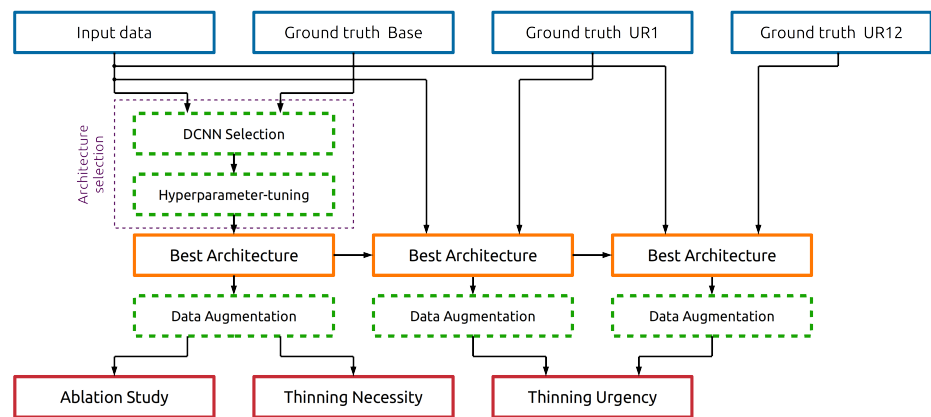 Input data
Ground truth Base
Ground truth UR1
Ground truth UR12
Architecture
selection
DCNN Selection
Hyperparameter-tuning
Best Architecture
Best Architecture
Best Architecture
Data Augmentation
Data Augmentation
Data Augmentation
Ablation Study
Thinning Necessity
Thinning Urgency